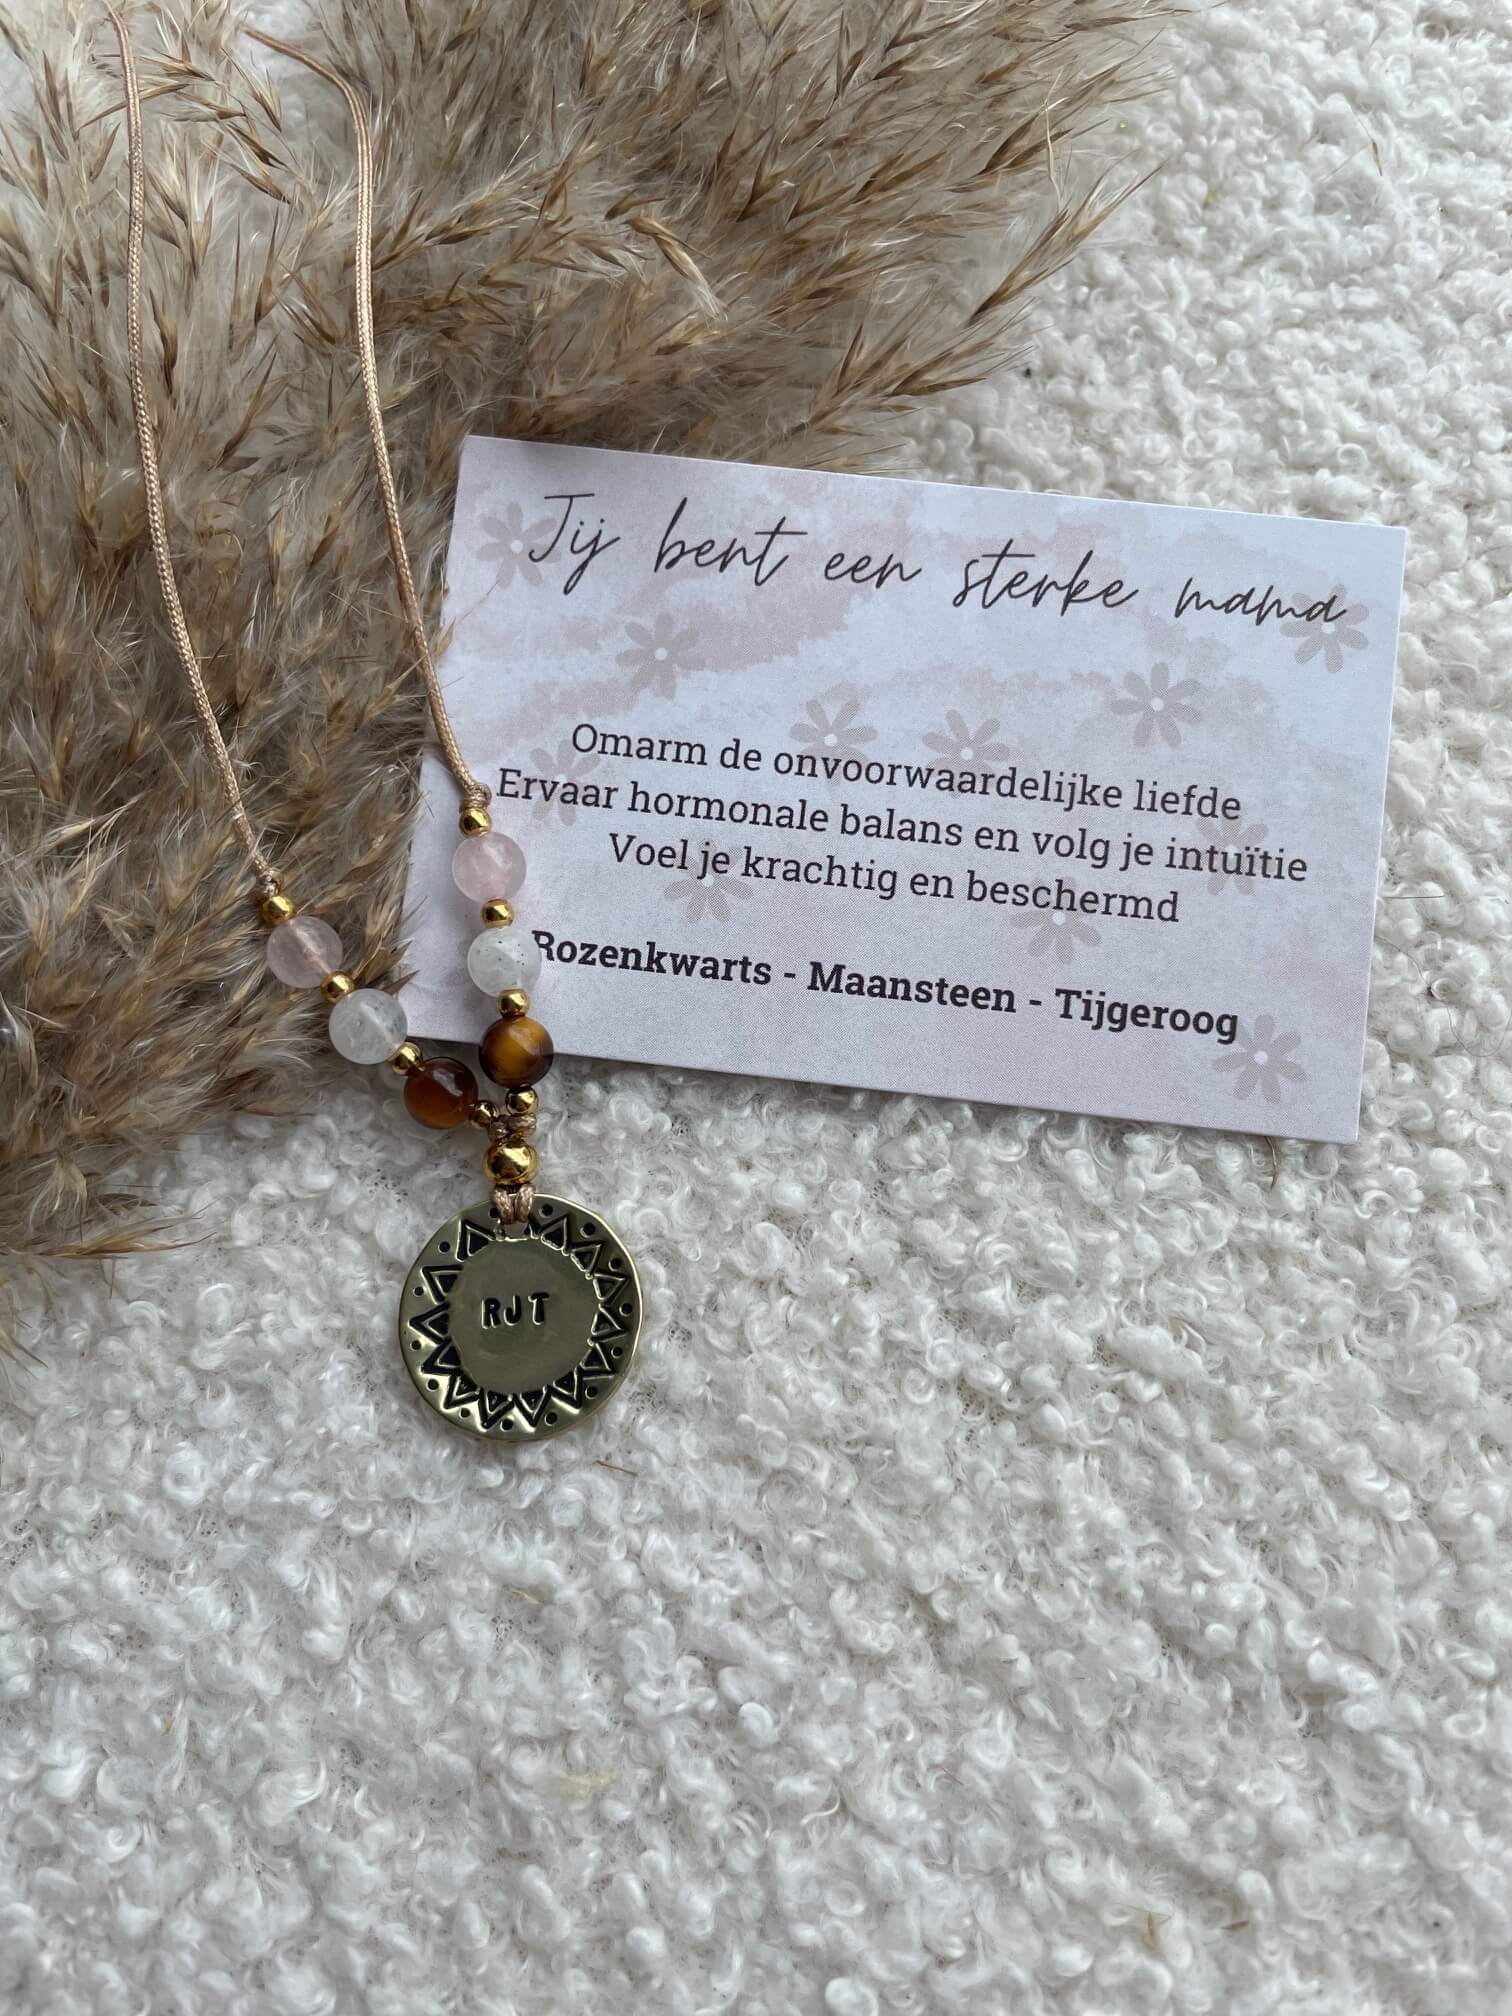 Jij bent een sterke mama
Omarm de onvoorwaardelijke liefde
Ervaar hormonale balans en volg je intuïtie
Voel je krachtig en beschermd
Rozenkwarts - Maansteen - Tijgeroog
RJT